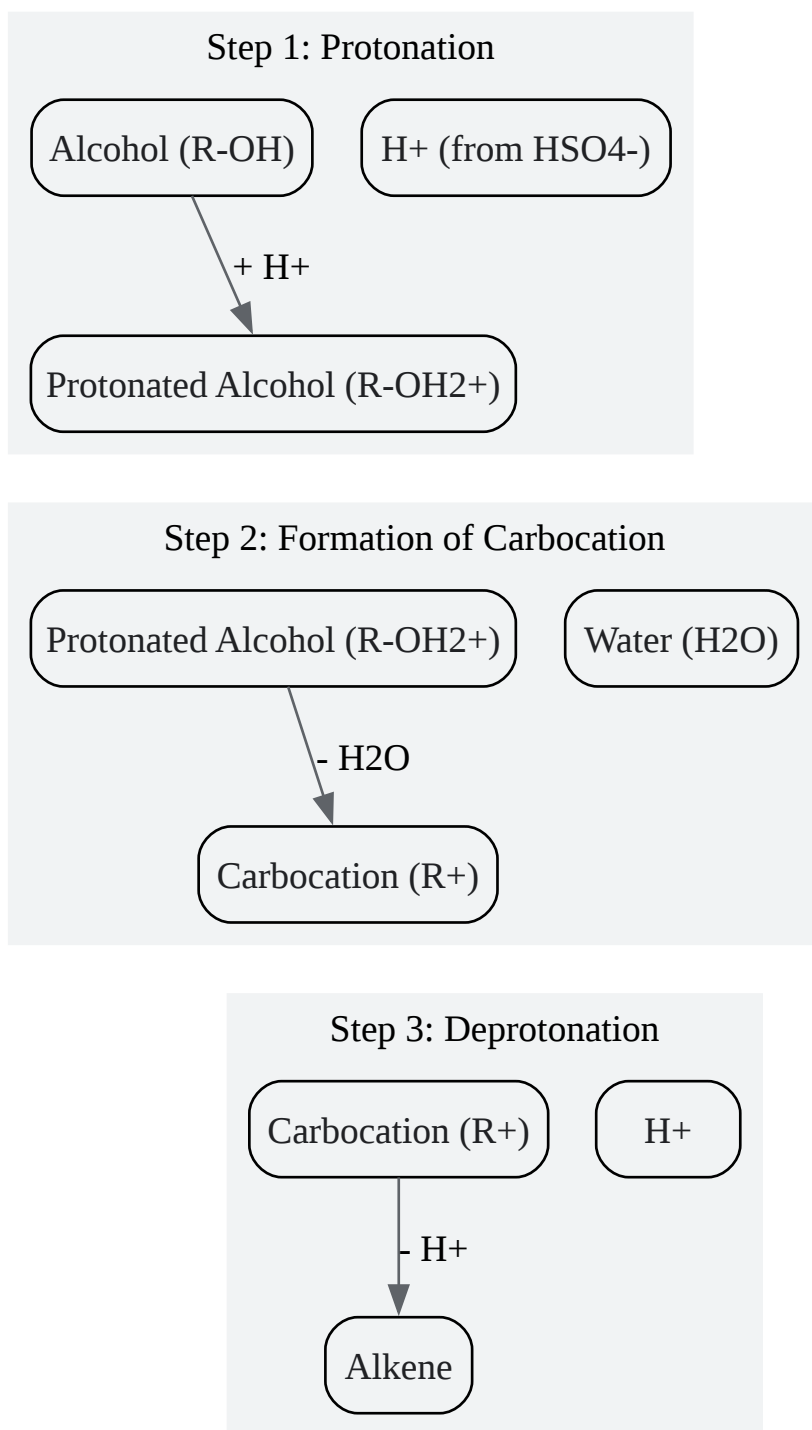 Step 1: Protonation
Alcohol (R-OH)
H+ (from HSO4-)
+ H+
Protonated Alcohol (R-OH2+)
Step 2: Formation of Carbocation
Protonated Alcohol (R-OH2+)
Water (H2O)
- H2O
Carbocation (R+)
Step 3: Deprotonation
Carbocation (R+)
H+
- H+
Alkene